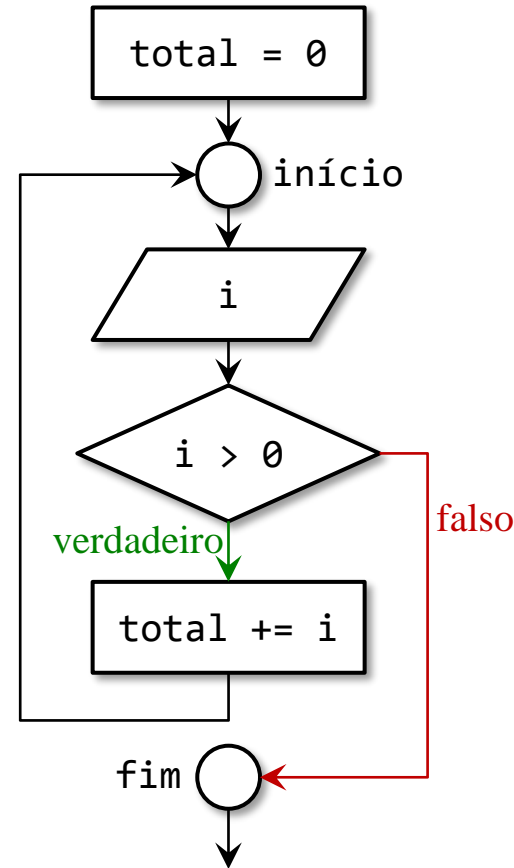 total = 0
início
i
i > 0
falso
verdadeiro
total += i
fim